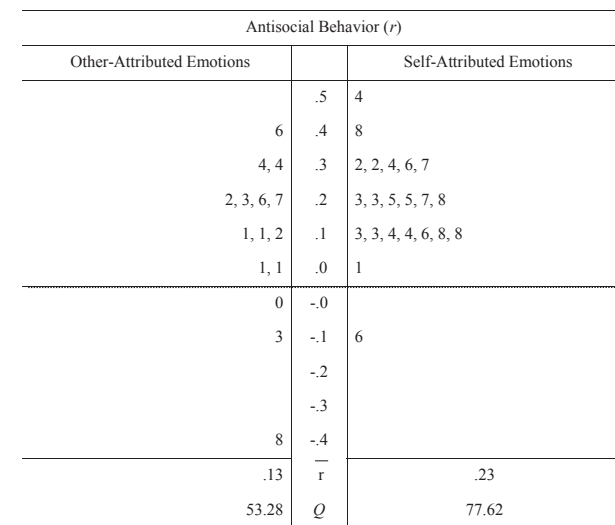 Antisocial Behavior (r)
Other-Attributed Emotions Self-Attributed Emotions
.5 4
6 .4 8
4, 4 .3 2, 2, 4, 6, 7
2, 3, 6, 7 .2 3, 3, 5, 5, 7, 8
1, 1, 2 .1 3, 3, 4, 4, 6, 8, 8
1, 1 .0 1
0 -.0
3 -.1 6
-.2
-.3
8 -.4
.13 r̅ .23
53.28 Q 77.62